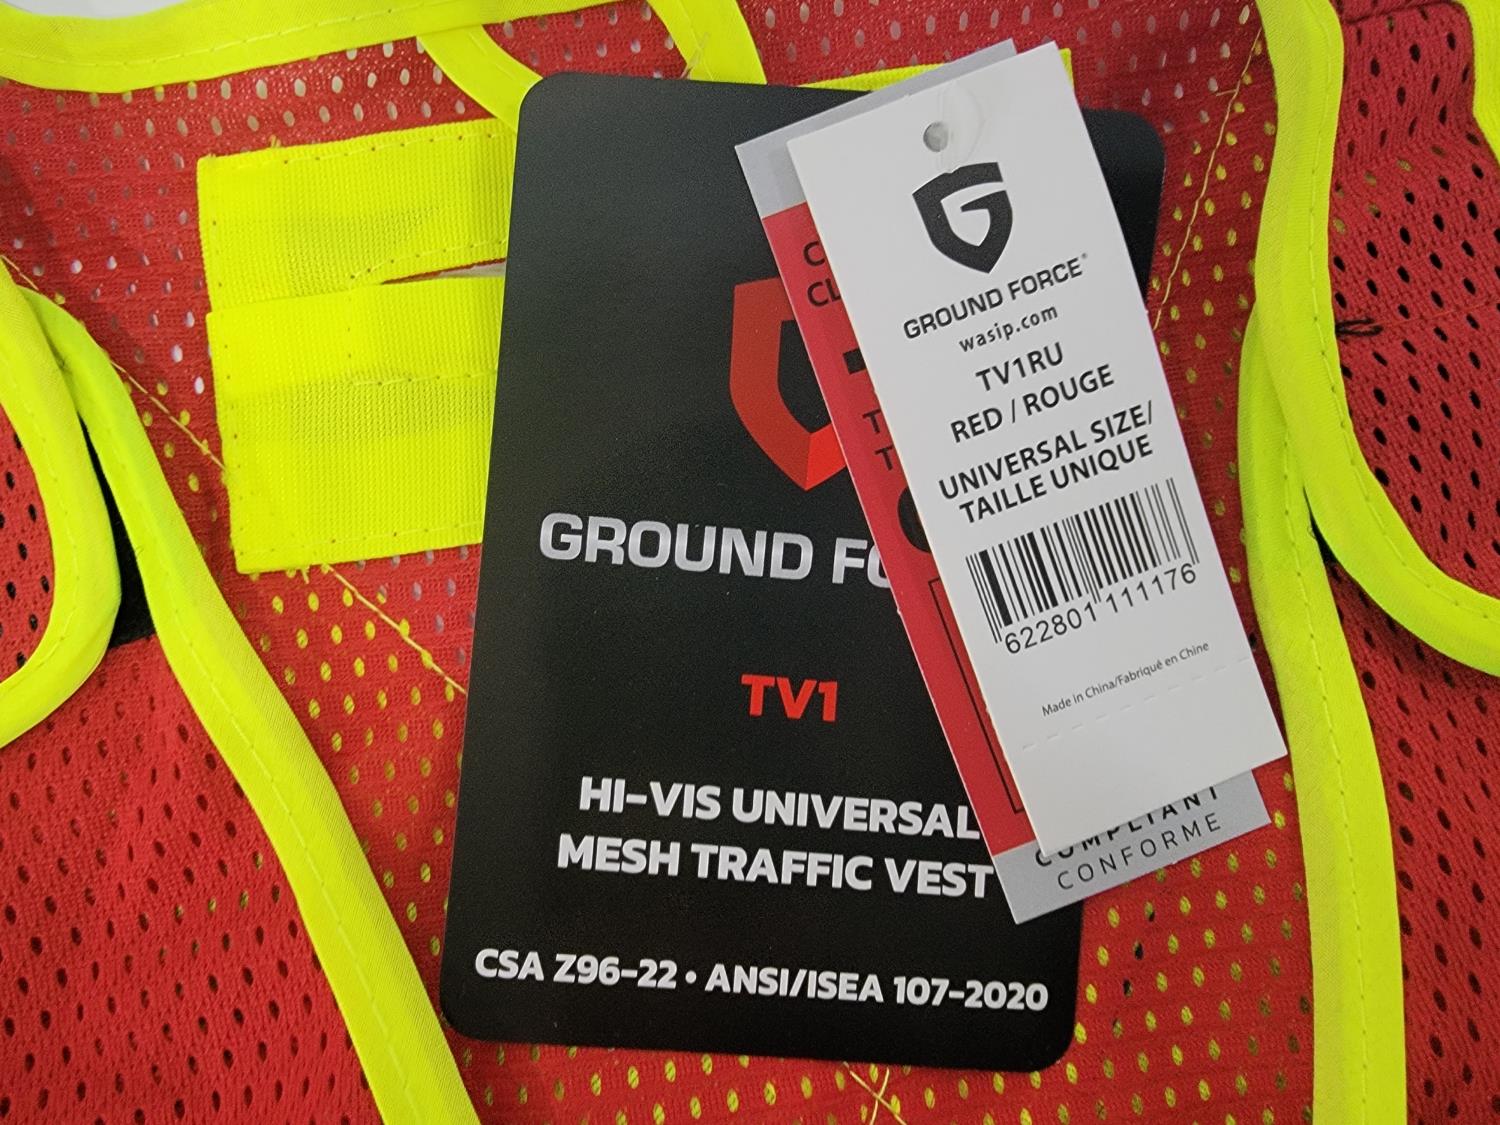 GROUND FORCE®
wasip.com
TV1RU
RED / ROUGE
UNIVERSAL SIZE/
TAILLE UNIQUE
622801 111176
Made in China/Fabriqué en Chine
COMPLIANT
CONFORME
GROUND
TV1
HI-VIS UNIVERSAL
MESH TRAFFIC VEST
CSA Z96-22 • ANSI/ISEA 107-2020